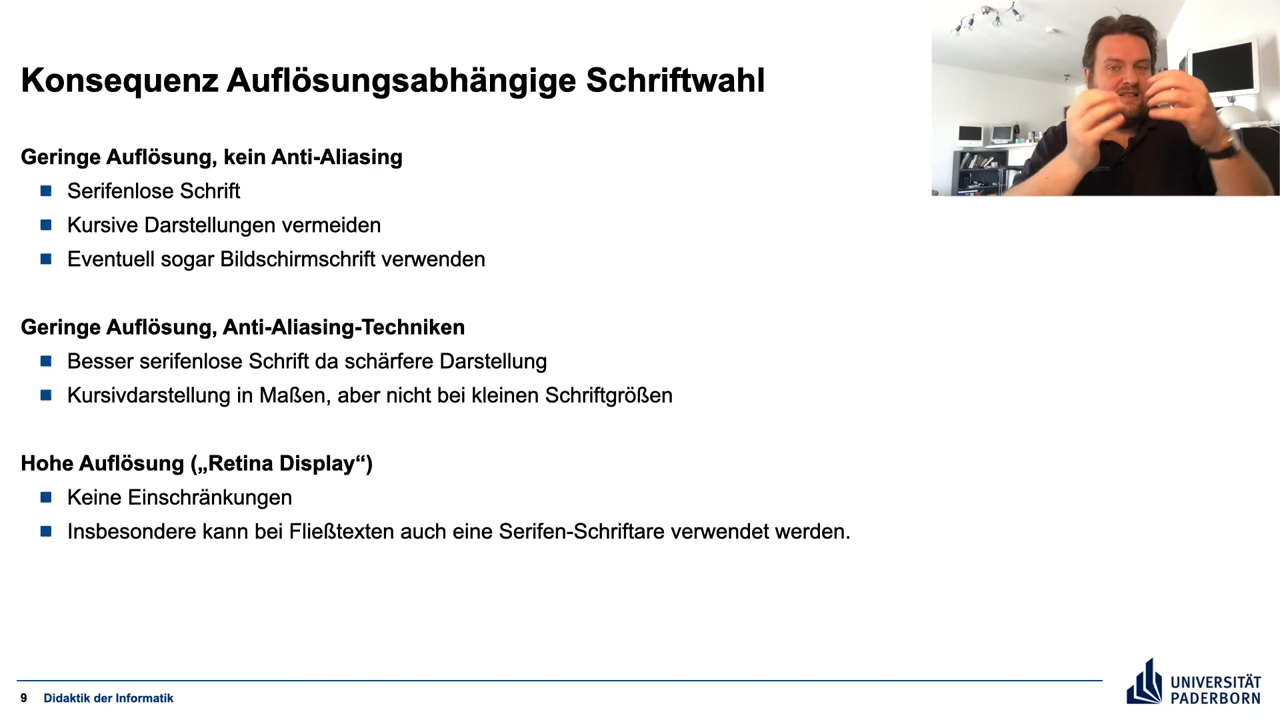 Konsequenz Auflösungsabhängige Schriftwahl
Geringe Auflösung, kein Anti-Aliasing
Serifenlose Schrift
Kursive Darstellungen vermeiden
Eventuell sogar Bildschirmschrift verwenden
Geringe Auflösung, Anti-Aliasing-Techniken
Besser serifenlose Schrift da schärfere Darstellung
Kursivdarstellung in Maßen, aber nicht bei kleinen Schriftgrößen
Hohe Auflösung („Retina Display“)
Keine Einschränkungen
Insbesondere kann bei Fließtexten auch eine Serifen-Schriftare verwendet werden.
9 Didaktik der Informatik
UNIVERSITÄT
PADERBORN